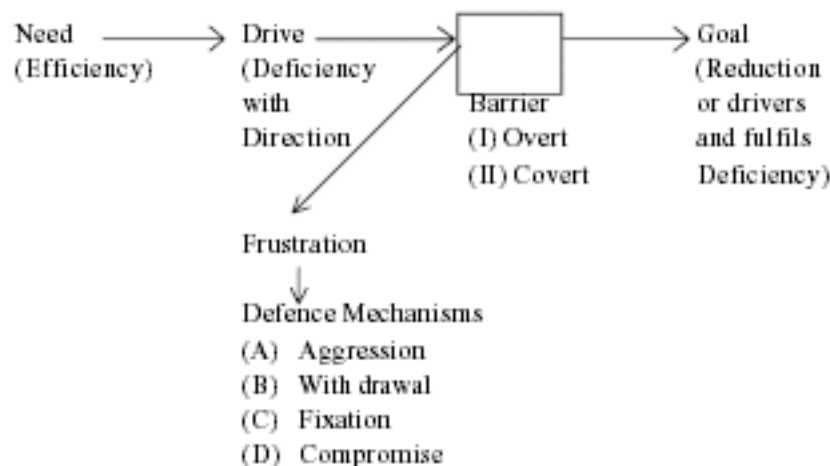 Need
(Efficiency)
Drive
(Deficiency
with
Direction
Barrier
(I) Overt
(II) Covert
Goal
(Reduction
or drivers
and fulfils
Deficiency)
Frustration
Defence Mechanisms
(A) Aggression
(B) With drawal
(C) Fixation
(D) Compromise